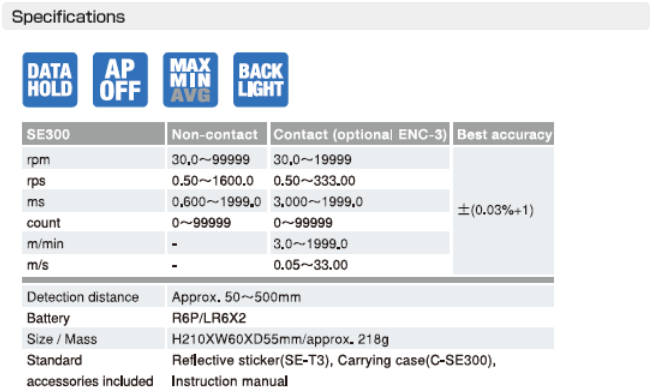 Specifications
DATA HOLD
AP OFF
MAX MIN AVG
BACK LIGHT
SE300 Non-contact Contact (optional ENC-3) Best accuracy
rpm 30.0～99999 30.0～19999
rps 0.50～1600.0 0.50～333.00
ms 0.600～1999.0 3.000～1999.0 ±(0.03%+1)
count 0～99999 0～99999
m/min - 3.0～1999.0
m/s - 0.05～33.00
Detection distance Approx. 50～500mm
Battery R6P/LR6X2
Size / Mass H210XW60XD55mm/approx. 218g
Standard Reflective sticker(SE-T3), Carrying case(C-SE300),
accessories included Instruction manual